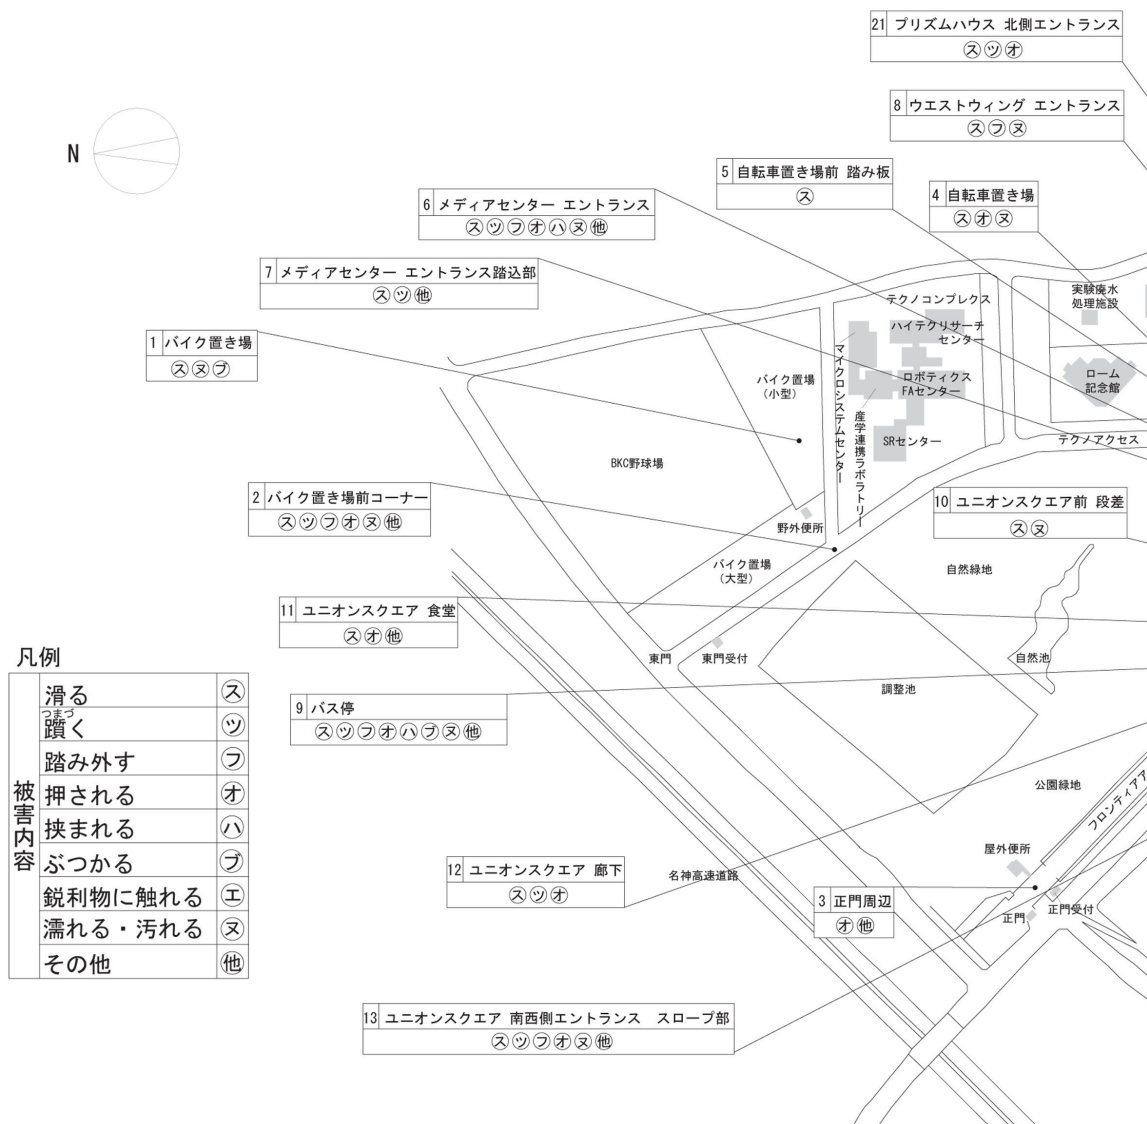 21 プリズムハウス 北側エントランス
スツオ
8 ウエストウィング エントランス
スフヌ
5 自転車置き場前 踏み板
ス
4 自転車置き場
スオヌ
6 メディアセンター エントランス
スツフオハヌ他
7 メディアセンター エントランス踏込部
スツ他
1 バイク置き場
スヌブ
N
実験廃水
処理施設
テクノコンプレクス
ハイテクリサーチ
センター
マイクロシステムセンター
ロボティクス
FAセンター
産学連携ラボラトリー
SRセンター
ローム
記念館
テクノアクセス
バイク置場
(小型)
BKC野球場
2 バイク置き場前コーナー
スツフオヌ他
野外便所
バイク置場
(大型)
10 ユニオンスクエア前 段差
スヌ
自然緑地
11 ユニオンスクエア 食堂
スオ他
東門
東門受付
自然池
調整池
9 バス停
スツフオハブヌ他
公園緑地
フロンティアア
屋外便所
12 ユニオンスクエア 廊下
スツオ
名神高速道路
3 正門周辺
オ他
正門
正門受付
13 ユニオンスクエア 南西側エントランス スロープ部
スツフオヌ他
凡例
被害内容
滑る ス
つまづ
躓く ツ
踏み外す フ
押される オ
挟まれる ハ
ぶつかる ブ
鋭利物に触れる エ
濡れる・汚れる ヌ
その他 他